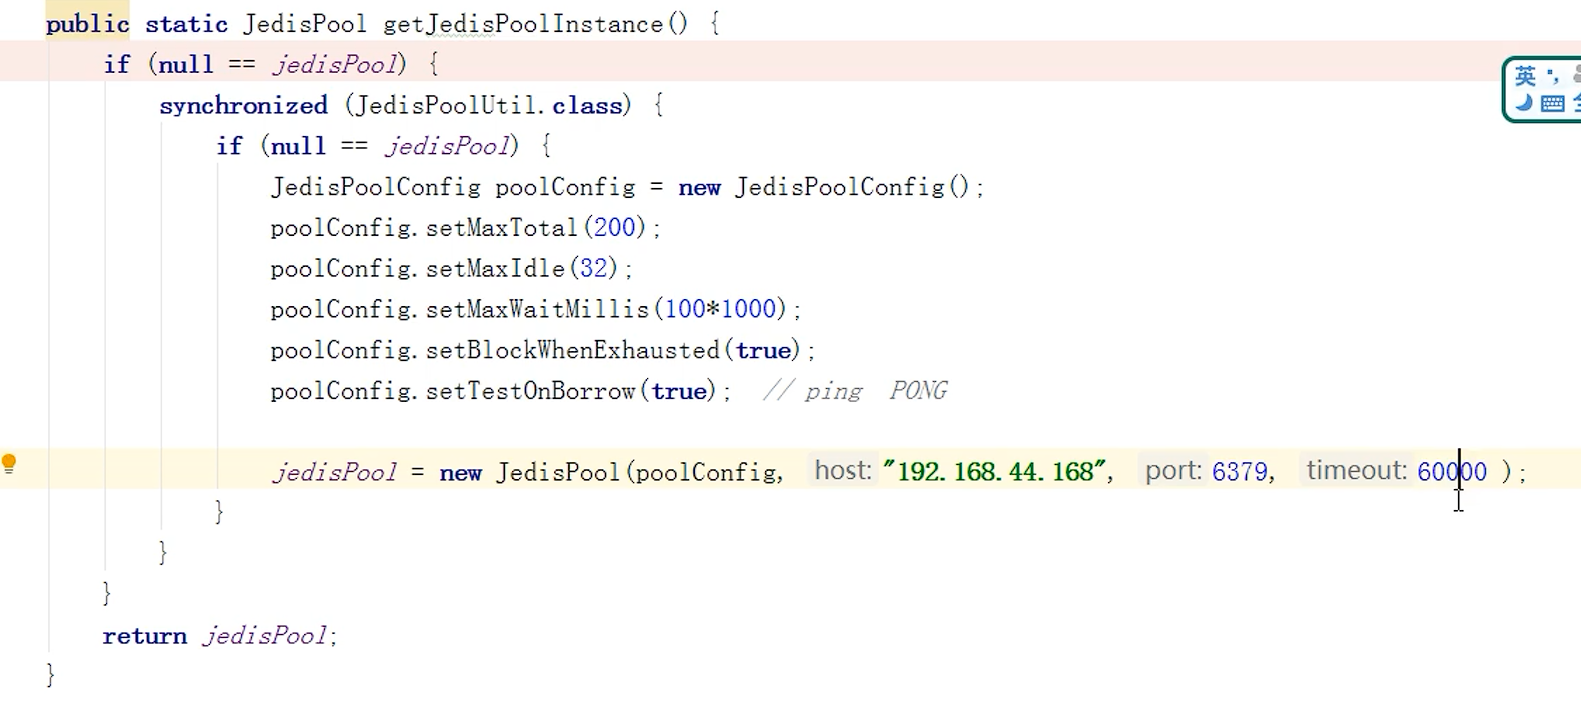 public static JedisPool getJedisPoolInstance() {
if (null == jedisPool) {
英 °,
synchronized (JedisPoolUtil.class) {
if (null == jedisPool) {
JedisPoolConfig poolConfig = new JedisPoolConfig();
poolConfig.setMaxTotal(200);
poolConfig.setMaxIdle(32);
poolConfig.setMaxWaitMillis(100*1000);
poolConfig.setBlockWhenExhausted(true);
poolConfig.setTestOnBorrow(true);  // ping  PONG
jedisPool = new JedisPool(poolConfig, host: "192.168.44.168", port: 6379, timeout: 60000 );
}
}
}
return jedisPool;
}